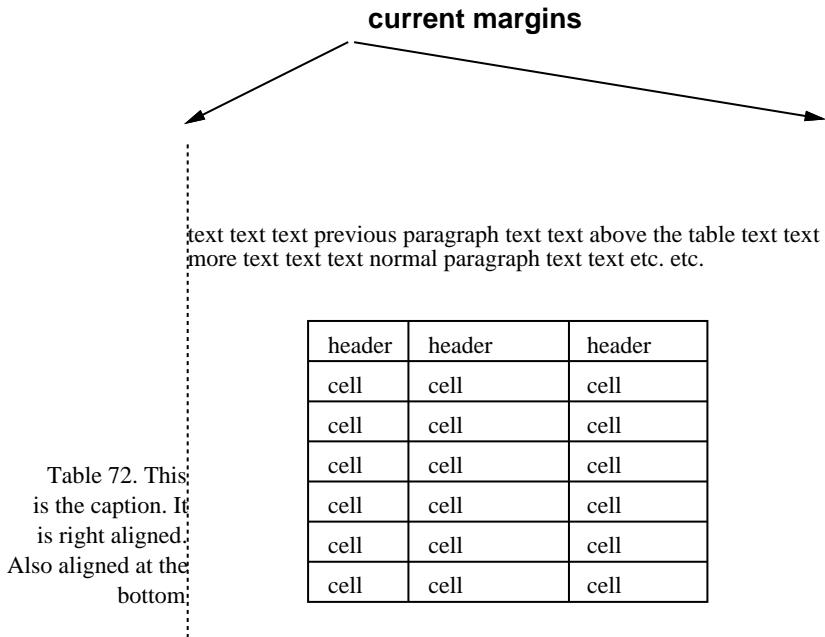 current margins
text text text previous paragraph text text above the table text text
more text text text normal paragraph text text etc. etc.
header header header
cell cell cell
cell cell cell
cell cell cell
cell cell cell
cell cell cell
cell cell cell
Table 72. This
is the caption. It
is right aligned.
Also aligned at the
bottom